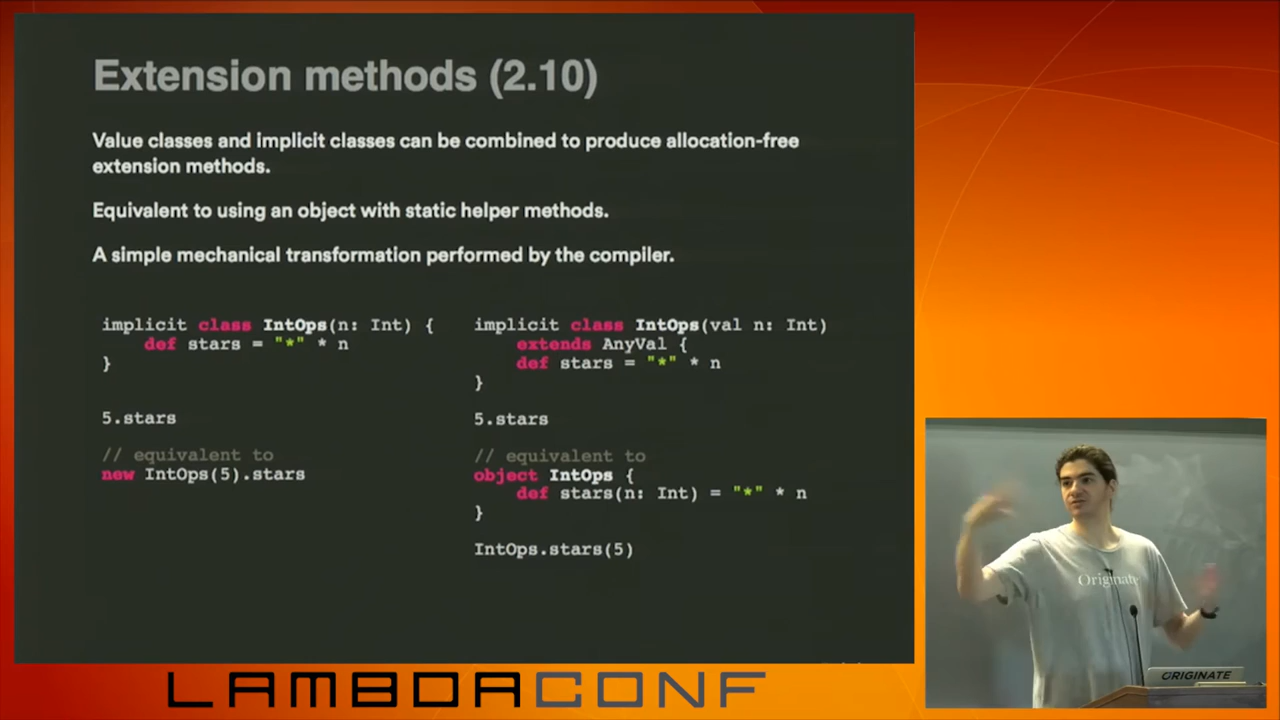 Extension methods (2.10)
Value classes and implicit classes can be combined to produce allocation-free
extension methods.
Equivalent to using an object with static helper methods.
A simple mechanical transformation performed by the compiler.
implicit class IntOps(n: Int) {
    def stars = "*" * n
}
5.stars
// equivalent to
new IntOps(5).stars
implicit class IntOps(val n: Int)
    extends AnyVal {
    def stars = "*" * n
}
5.stars
// equivalent to
object IntOps {
    def stars(n: Int) = "*" * n
}
IntOps.stars(5)
Originate
ORIGINATE
LAMBDACONF